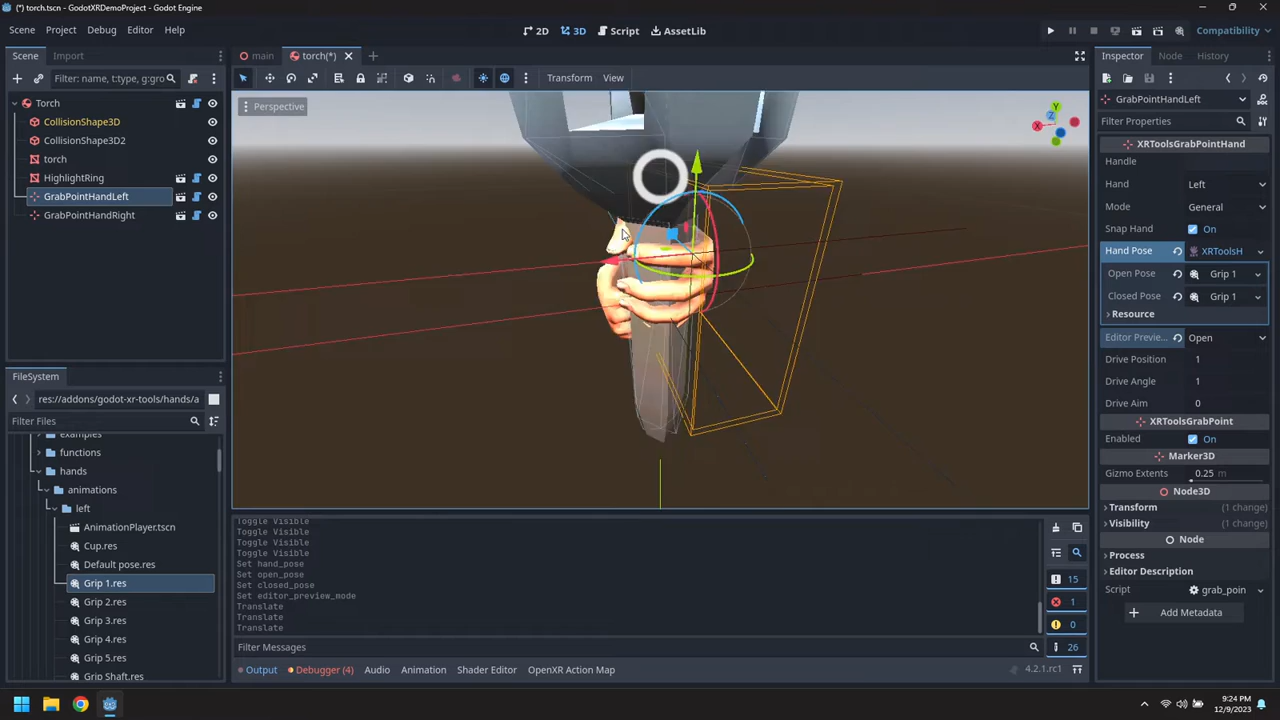 (*) torch.tscn - GodotXRDemoProject - Godot Engine
Scene Project Debug Editor Help
2D 3D Script AssetLib
Compatibility
Scene Import
main torch(*)
Inspector Node History
Filter: name, t:type, g:gro
Transform View
Torch
CollisionShape3D
CollisionShape3D2
torch
HighlightRing
GrabPointHandLeft
GrabPointHandRight
Perspective
Y
X
Z
GrabPointHandLeft
Filter Properties
XRToolsGrabPointHand
Handle
Hand Left
Mode General
Snap Hand On
Hand Pose XRToolsH
Open Pose Grip 1
Closed Pose Grip 1
Resource
Editor Previe... Open
Drive Position 1
Drive Angle 1
Drive Aim 0
XRToolsGrabPoint
Enabled On
Marker3D
Gizmo Extents 0.25 m
Node3D
Transform (1 change)
Visibility (1 change)
Node
Process
Editor Description
Script grab_poin
Add Metadata
FileSystem
res://addons/godot-xr-tools/hands/a
Filter Files
examples
functions
hands
animations
left
AnimationPlayer.tscn
Cup.res
Default pose.res
Grip 1.res
Grip 2.res
Grip 3.res
Grip 4.res
Grip 5.res
Grip Shaft.res
Toggle Visible
Toggle Visible
Toggle Visible
Toggle Visible
Set hand_pose
Set open_pose
Set closed_pose
Set editor_preview_mode
Translate
Translate
Translate
15
1
0
26
Filter Messages
Output Debugger (4) Audio Animation Shader Editor OpenXR Action Map
4.2.1.rc1
9:24 PM
12/9/2023